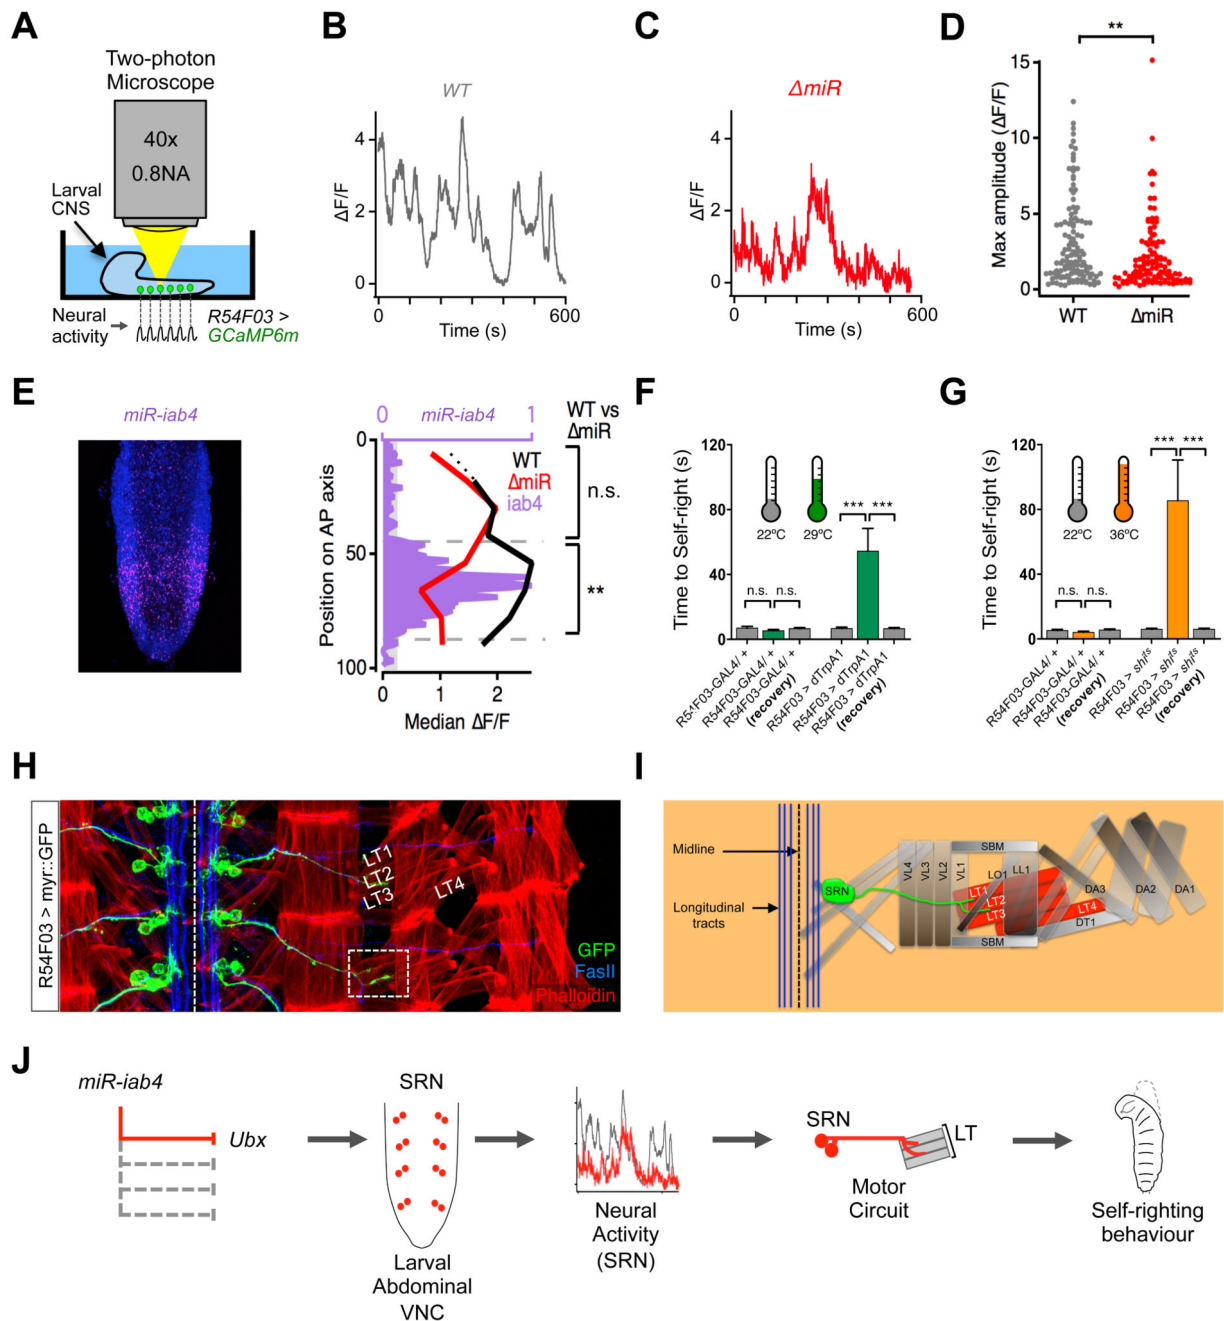 A
Two-photon
Microscope
40x
0.8NA
Larval
CNS
Neural
activity
R54F03 >
GCaMP6m
B
WT
ΔF/F
4
2
0
0
600
Time (s)
C
ΔmiR
ΔF/F
4
2
0
0
600
Time (s)
D
**
Max amplitude (ΔF/F)
15
10
5
0
WT
ΔmiR
E
miR-iab4
0
miR-iab4
1
WT vs
ΔmiR
Position on AP axis
0
50
100
WT
ΔmiR
iab4
n.s.
**
0
1
2
Median ΔF/F
F
Time to Self-right (s)
120
80
40
0
22ºC
29ºC
n.s.
n.s.
***
***
R54F03-GAL4/ +
R54F03-GAL4/ +
R54F03-GAL4/ +
(recovery)
R54F03 > dTrpA1
R54F03 > dTrpA1
R54F03 > dTrpA1
(recovery)
G
Time to Self-right (s)
120
80
40
0
22ºC
36ºC
n.s.
n.s.
***
***
R54F03-GAL4/ +
R54F03-GAL4/ +
R54F03-GAL4/ +
(recovery)
R54F03 > shiᵗˢ
R54F03 > shiᵗˢ
R54F03 > shiᵗˢ
(recovery)
H
R54F03 > myr::GFP
LT1
LT2
LT3
LT4
GFP
FasII
Phalloidin
I
Midline
Longitudinal
tracts
SRN
VL4
VL3
VL2
VL1
SBM
LO1
LL1
LT1
LT2
LT3
SBM
DA3
LT4
DT1
DA2
DA1
J
miR-iab4
Ubx
SRN
Larval
Abdominal
VNC
Neural
Activity
(SRN)
SRN
LT
Motor
Circuit
Self-righting
behaviour